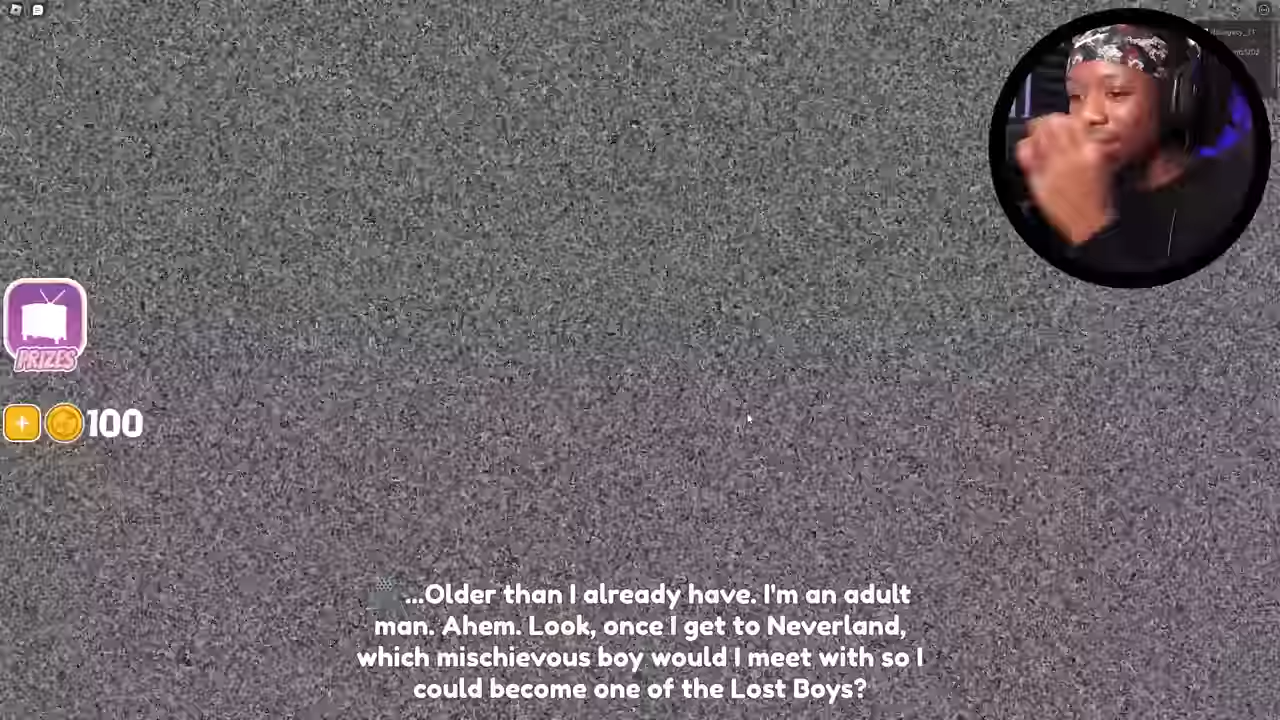 PRIZES
100
...Older than I already have. I'm an adult
man. Ahem. Look, once I get to Neverland,
which mischievous boy would I meet with so I
could become one of the Lost Boys?